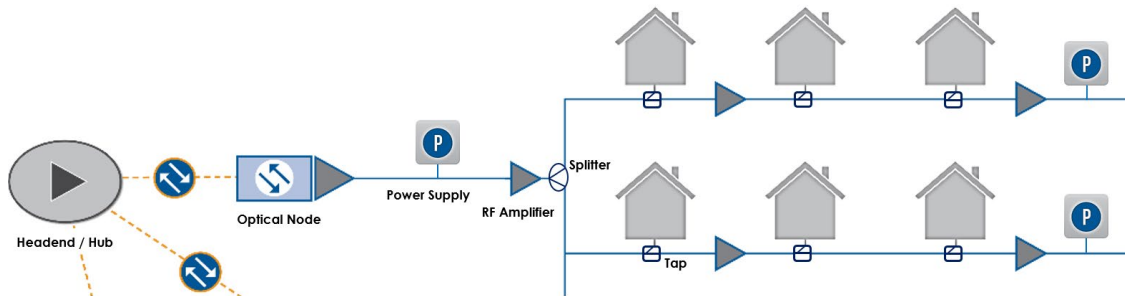 P
P
Splitter
P
Power Supply
RF Amplifier
Optical Node
Headend / Hub
P
Tap